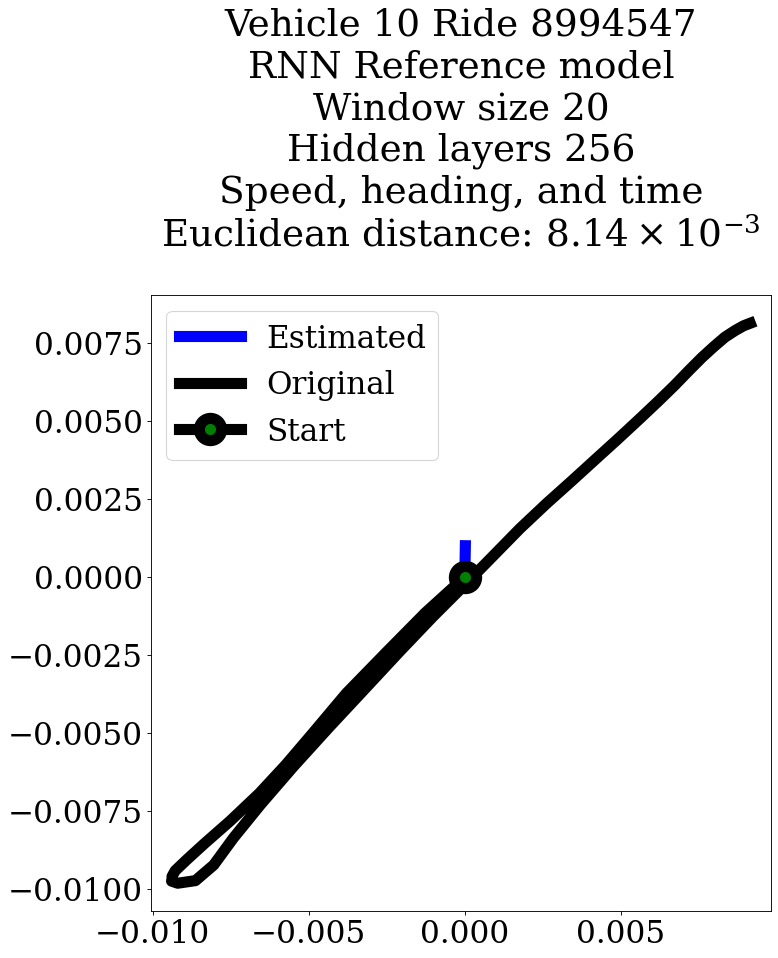 Vehicle 10 Ride 8994547
RNN Reference model
Window size 20
Hidden layers 256
Speed, heading, and time
Euclidean distance: 8.14 × 10⁻³
Estimated
Original
Start
0.0075
0.0050
0.0025
0.0000
−0.0025
−0.0050
−0.0075
−0.0100
−0.010 −0.005 0.000 0.005